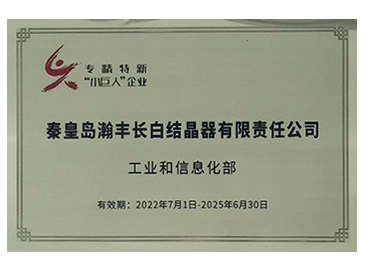 专精特新
“小巨人”企业
秦皇岛瀚丰长白结晶器有限责任公司
工业和信息化部
有效期：2022年7月1日-2025年6月30日